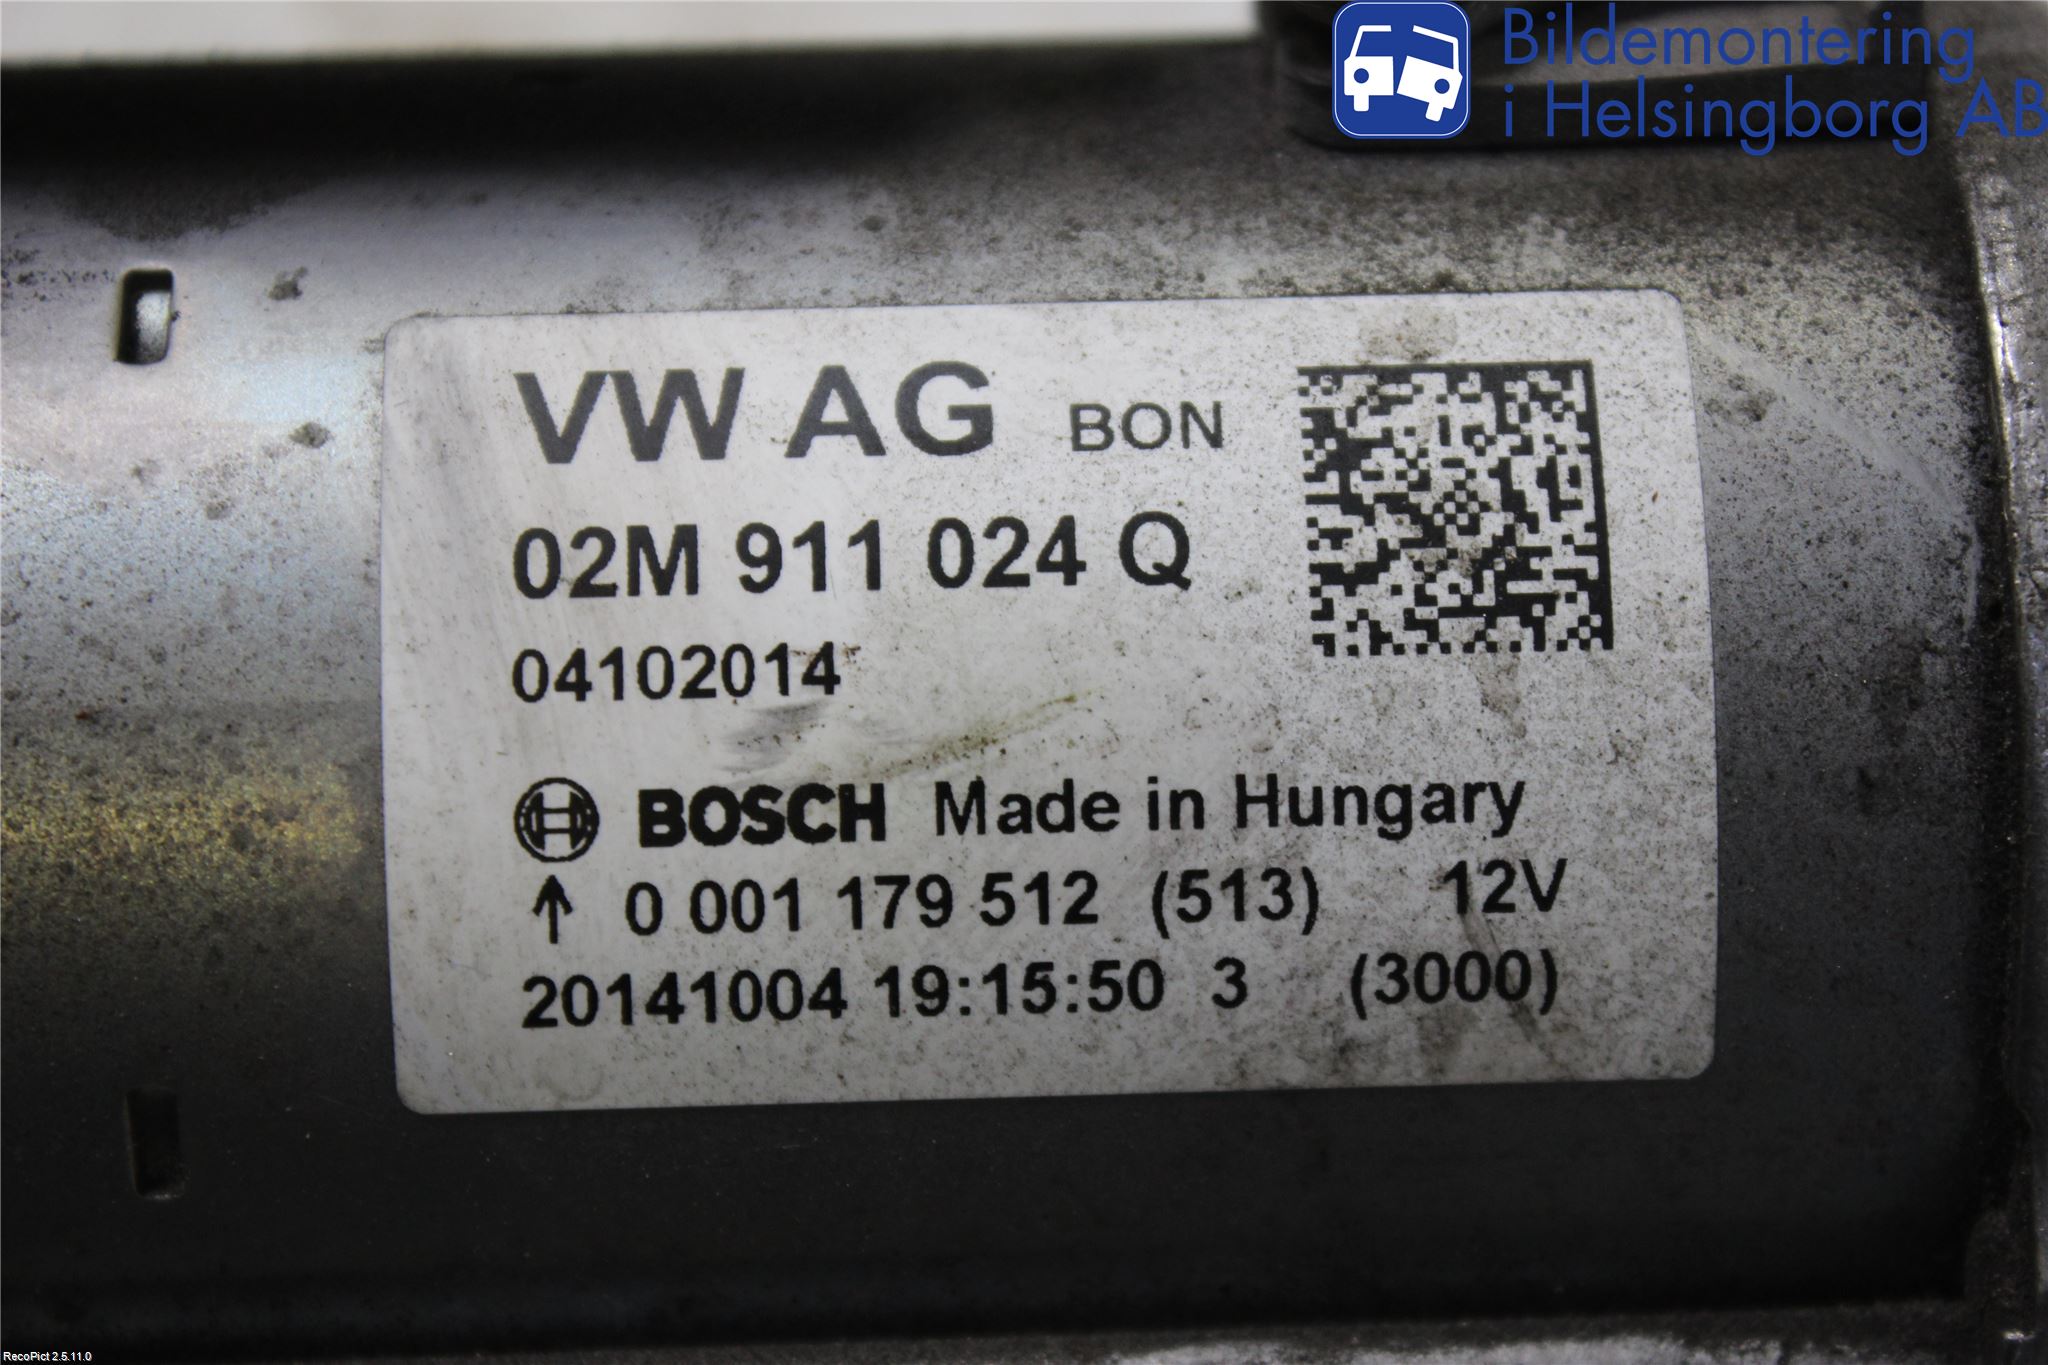 Bildemontering
i Helsingborg AB
VW AG BON
02M 911 024 Q
04102014
BOSCH Made in Hungary
↑ 0 001 179 512 (513) 12V
20141004 19:15:50 3 (3000)
RecoPict 2.5.11.0